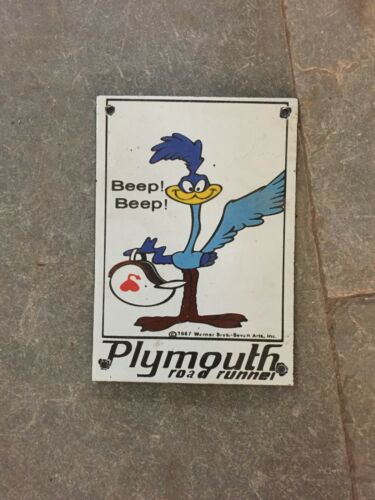 Beep!
Beep!
© 1967 Warner Bros.-Seven Arts, Inc.
Plymouth
road runner